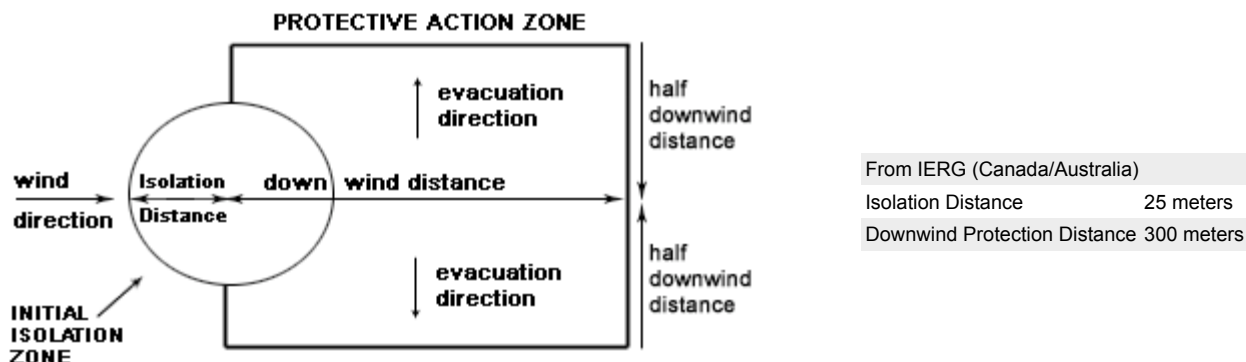 PROTECTIVE ACTION ZONE
evacuation
direction
half
downwind
distance
wind
direction
Isolation
Distance
down wind distance
evacuation
direction
half
downwind
distance
INITIAL
ISOLATION
ZONE
From IERG (Canada/Australia)
Isolation Distance 25 meters
Downwind Protection Distance 300 meters